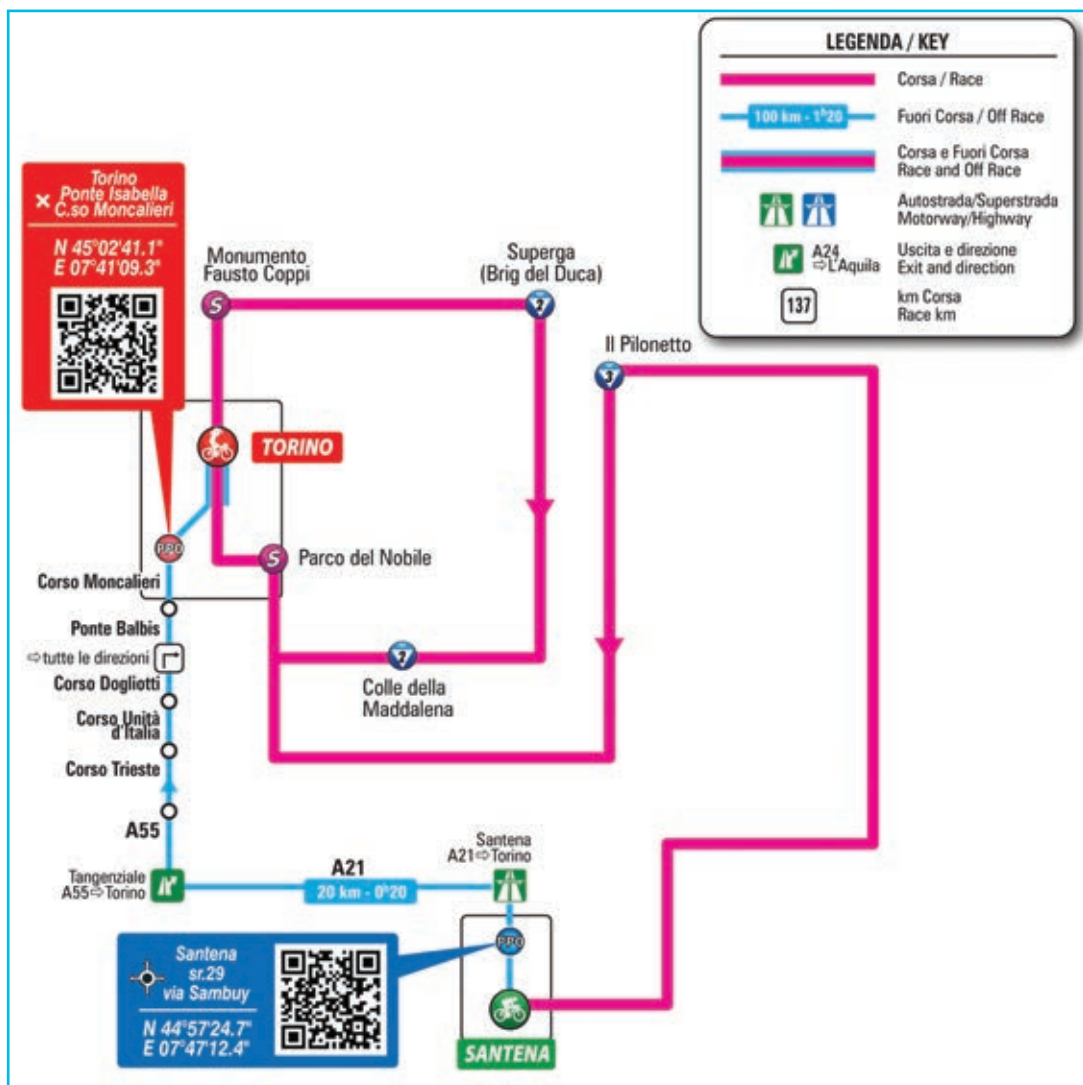 LEGENDA / KEY
Corsa / Race
100 km - 1ʰ20
Fuori Corsa / Off Race
Corsa e Fuori Corsa
Race and Off Race
Autostrada/Superstrada
Motorway/Highway
A24
⇨L'Aquila
Uscita e direzione
Exit and direction
137
km Corsa
Race km
Torino
Ponte Isabella
C.so Moncalieri
N 45°02'41.1"
E 07°41'09.3"
Monumento
Fausto Coppi
S
Superga
(Brig del Duca)
2
Il Pilonetto
3
TORINO
P.P.O
S
Parco del Nobile
Corso Moncalieri
Ponte Balbis
⇨tutte le direzioni
Corso Dogliotti
Corso Unità
d'Italia
Corso Trieste
A55
2
Colle della
Maddalena
Tangenziale
A55⇨Torino
A21
20 km - 0ʰ20
Santena
A21⇨Torino
P.P.O
Santena
sr.29
via Sambuy
N 44°57'24.7"
E 07°47'12.4"
SANTENA